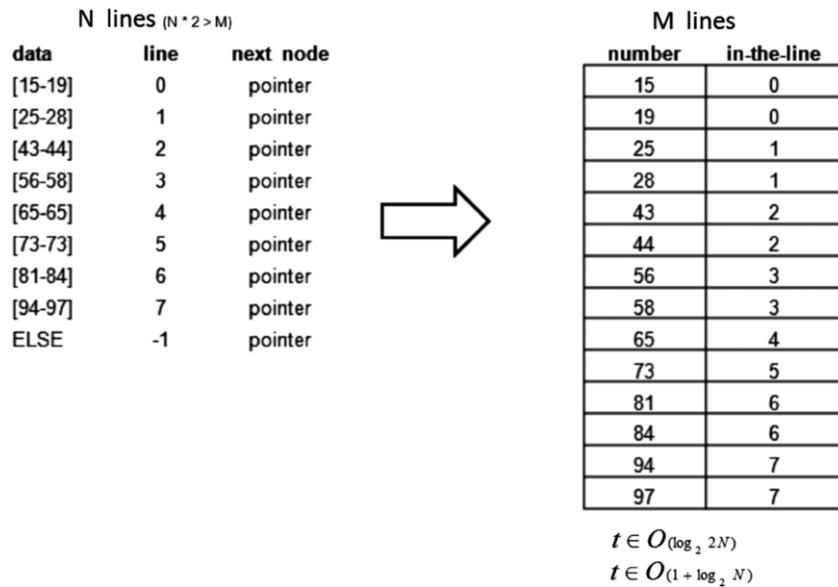 N lines (N * 2 > M)
data line next node
[15-19] 0 pointer
[25-28] 1 pointer
[43-44] 2 pointer
[56-58] 3 pointer
[65-65] 4 pointer
[73-73] 5 pointer
[81-84] 6 pointer
[94-97] 7 pointer
ELSE -1 pointer
M lines
number in-the-line
15 0
19 0
25 1
28 1
43 2
44 2
56 3
58 3
65 4
73 5
81 6
84 6
94 7
97 7
t ∈ O(log₂ 2N)
t ∈ O(1 + log₂ N)